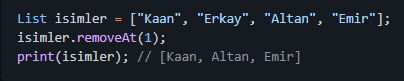 List isimler = ["Kaan", "Erkay", "Altan", "Emir"];
isimler.removeAt(1);
print(isimler); // [Kaan, Altan, Emir]